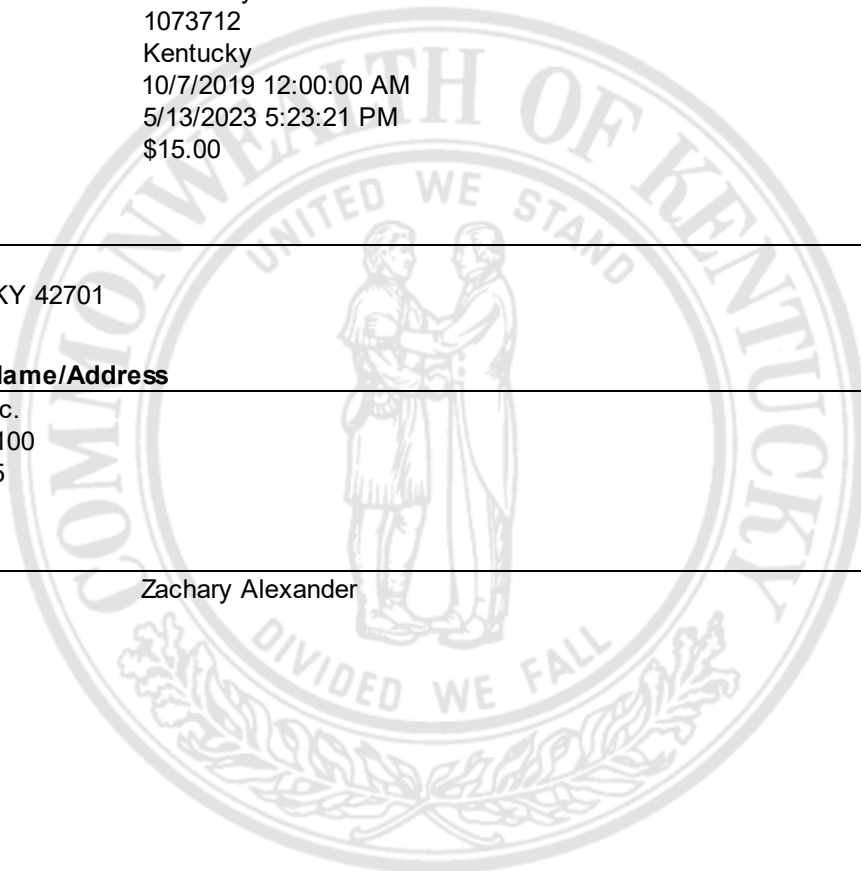 1073712
Kentucky
10/7/2019 12:00:00 AM
5/13/2023 5:23:21 PM
$15.00
KY 42701
Name/Address
c.
100
5
Zachary Alexander
COMMONWEALTH OF KENTUCKY
UNITED WE STAND
DIVIDED WE FALL